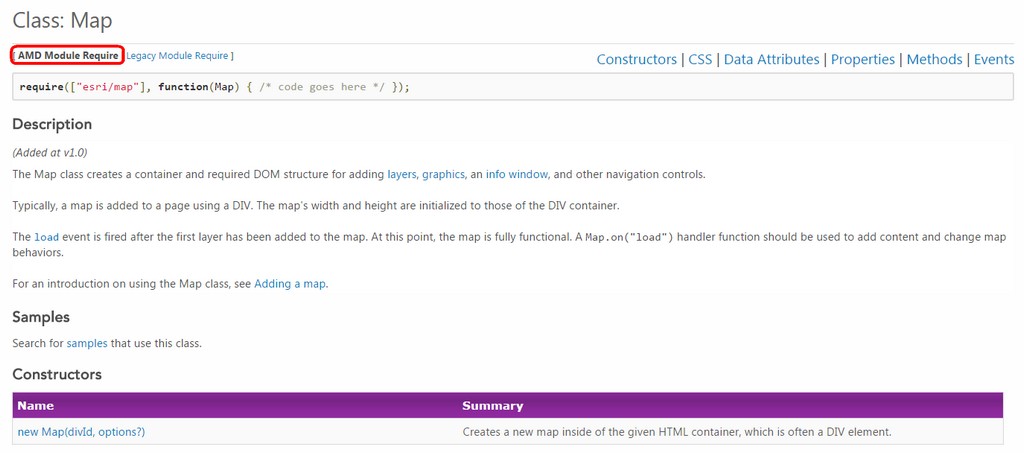 Class: Map
[ AMD Module Require Legacy Module Require ]
Constructors | CSS | Data Attributes | Properties | Methods | Events
require(["esri/map"], function(Map) { /* code goes here */ });
Description
(Added at v1.0)
The Map class creates a container and required DOM structure for adding layers, graphics, an info window, and other navigation controls.
Typically, a map is added to a page using a DIV. The map's width and height are initialized to those of the DIV container.
The load event is fired after the first layer has been added to the map. At this point, the map is fully functional. A Map.on("load") handler function should be used to add content and change map
behaviors.
For an introduction on using the Map class, see Adding a map.
Samples
Search for samples that use this class.
Constructors
Name Summary
new Map(divId, options?) Creates a new map inside of the given HTML container, which is often a DIV element.